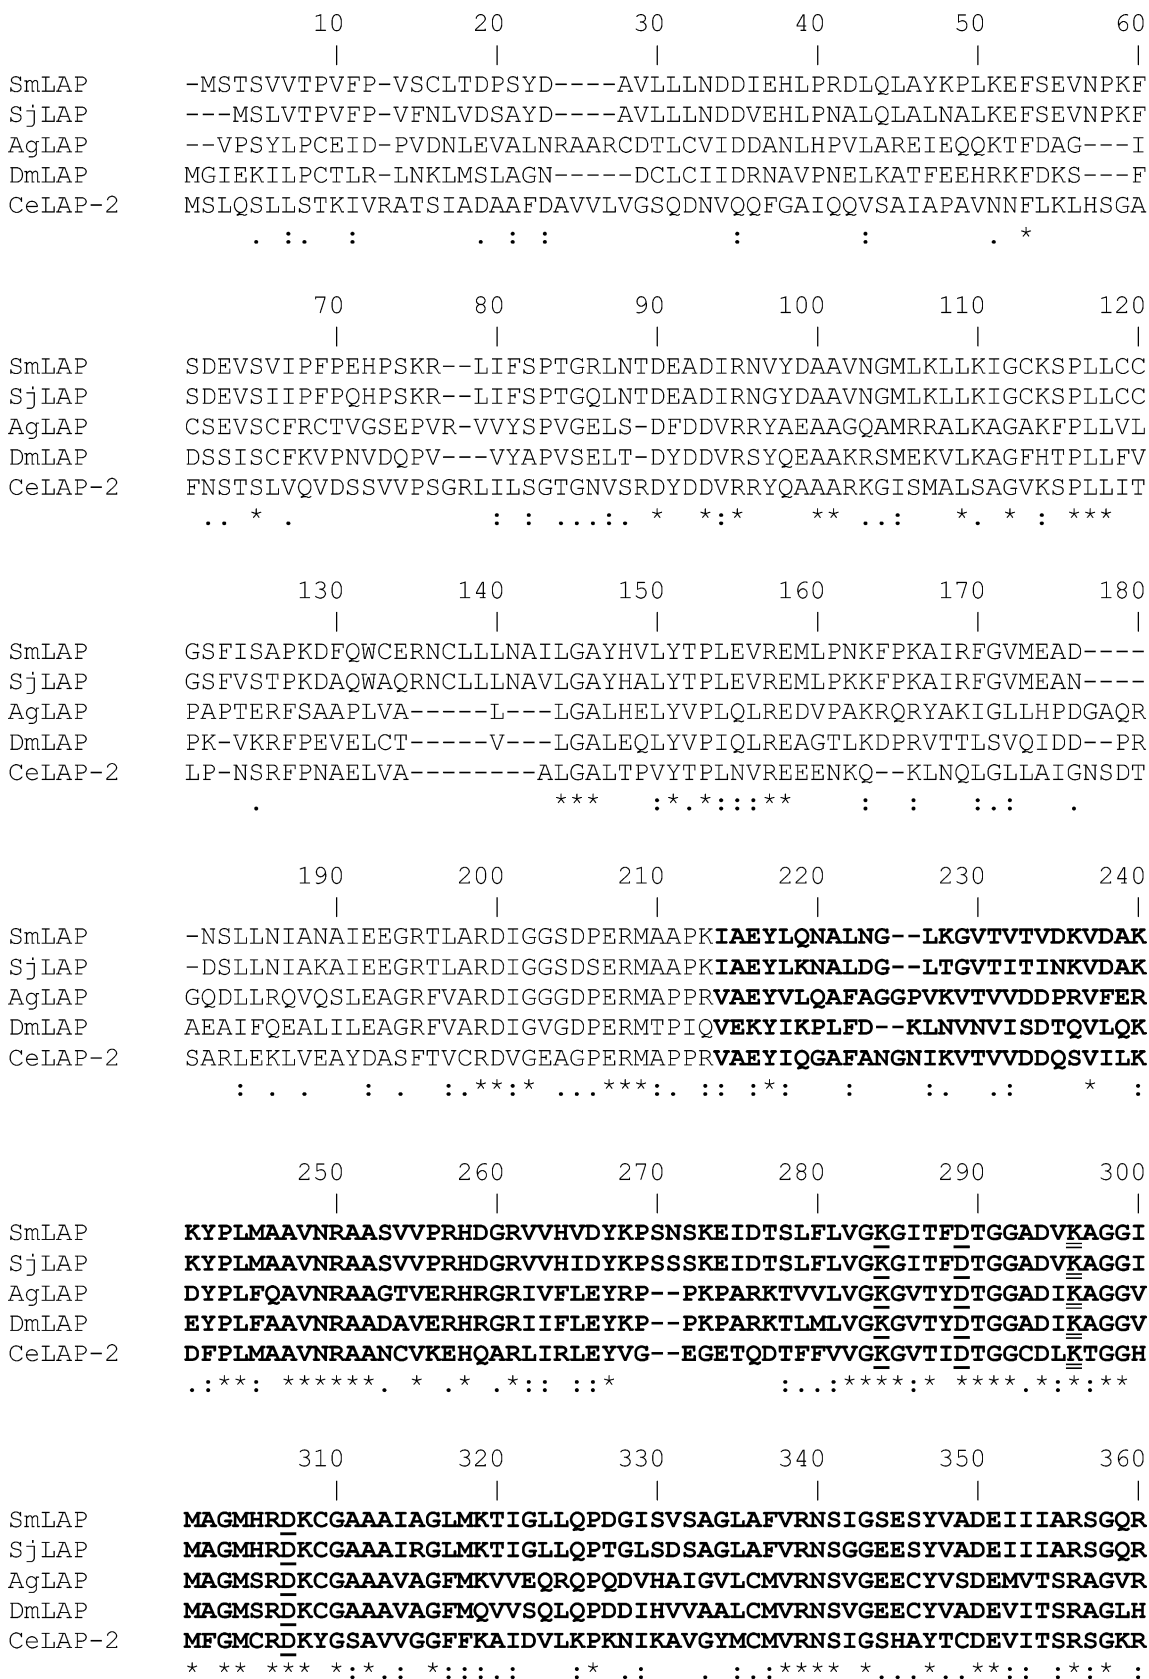 10 20 30 40 50 60
| | | | | |
SmLAP -MSTSVVTPVFP-VSCLTDPSYD----AVLLLNDDIEHLPRDLQLAYKPLKEFSEVNPKF
SjLAP ---MSLVTPVFP-VFNLVDSAYD----AVLLLNDDVEHLPNALQLALNALKEFSEVNPKF
AgLAP --VPSYLPCEID-PVDNLEVALNRAARCDTLCVIDDANLHPVLAREIEQQKTFDAG---I
DmLAP MGIEKILPCTLR-LNKLMSLAGN-----DCLCIIDRNAVPNELKATFEEHRKFDKS---F
CeLAP-2 MSLQSLLSTKIVRATSIADAAFDAVVLVGSQDNVQQFGAIQQVSAIAPAVNNFLKLHSGA
. :. : . : : : : . *
70 80 90 100 110 120
| | | | | |
SmLAP SDEVSVIPFPEHPSKR--LIFSPTGRLNTDEADIRNVYDAAVNGMLKLLKIGCKSPLLCC
SjLAP SDEVSIIPFPQHPSKR--LIFSPTGQLNTDEADIRNGYDAAVNGMLKLLKIGCKSPLLCC
AgLAP CSEVSCFRCTVGSEPVR-VVYSPVGELS-DFDDVRRYAEAAGQAMRRALKAGAKFPLLVL
DmLAP DSSISCFKVPNVDQPV---VYAPVSELT-DYDDVRSYQEAAKRSMEKVLKAGFHTPLLFV
CeLAP-2 FNSTSLVQVDSSVVPSGRLILSGTGNVSRDYDDVRRYQAAARKGISMALSAGVKSPLLIT
.. * . : : ...:. * *:* ** ..: *. * : ***
130 140 150 160 170 180
| | | | | |
SmLAP GSFISAPKDFQWCERNCLLLNAILGAYHVLYTPLEVREMLPNKFPKAIRFGVMEAD----
SjLAP GSFVSTPKDAQWAQRNCLLLNAVLGAYHALYTPLEVREMLPKKFPKAIRFGVMEAN----
AgLAP PAPTERFSAAPLVA-----L---LGALHELYVPLQLREDVPAKRQRYAKIGLLHPDGAQR
DmLAP PK-VKRFPEVELCT-----V---LGALEQLYVPIQLREAGTLKDPRVTTLSVQIDD--PR
CeLAP-2 LP-NSRFPNAELVA--------ALGALTPVYTPLNVREEENKQ--KLNQLGLLAIGNSDT
. *** :*.*:::** : : :.: .
190 200 210 220 230 240
| | | | | |
SmLAP -NSLLNIANAIEEGRTLARDIGGSDPERMAAPKIAEYLQNALNG--LKGVTVTVDKVDAK
SjLAP -DSLLNIAKAIEEGRTLARDIGGSDSERMAAPKIAEYLKNALDG--LTGVTITINKVDAK
AgLAP GQDLLRQVQSLEAGRFVARDIGGGDPERMAPPRVAEYVLQAFAGGPVKVTVVDDPRVFER
DmLAP AEAIFQEALILEAGRFVARDIGVGDPERMTPIQVEKYIKPLFD--KLNVNVISDTQVLQK
CeLAP-2 SARLEKLVEAYDASFTVCRDVGEAGPERMAPPRVAEYIQGAFANGNIKVTVVDDQSVILK
: . . : . :.**:* ...***:. :: :*: : :. .: * :
250 260 270 280 290 300
| | | | | |
SmLAP KYPLMAAVNRAASVVPRHDGRVVHVDYKPSNSKEIDTSLFLVGKGITFDTGGADVKAGGI
SjLAP KYPLMAAVNRAASVVPRHDGRVVHIDYKPSSSKEIDTSLFLVGKGITFDTGGADVKAGGI
AgLAP DYPLFQAVNRAAGTVERHRGRIVFLEYRP--PKPARKTVVLVGKGVTYDTGGADIKAGGV
DmLAP EYPLFAAVNRAADAVERHRGRIIFLEYKP--PKPARKTLMLVGKGVTYDTGGADIKAGGV
CeLAP-2 DFPLMAAVNRAANCVKEHQARLIRLEYVG--EGETQDTFFVVGKGVTIDTGGCDLKTGGH
.:**: ******. * .* .*:: ::* :..:****:* ****.*:*:**
310 320 330 340 350 360
| | | | | |
SmLAP MAGMHRDKCGAAAIAGLMKTIGLLQPDGISVSAGLAFVRNSIGSESYVADEIIIARSGQR
SjLAP MAGMHRDKCGAAAIRGLMKTIGLLQPTGLSDSAGLAFVRNSGGEESYVADEIIIARSGQR
AgLAP MAGMSRDKCGAAAVAGFMKVVEQRQPQDVHAIGVLCMVRNSVGEECYVSDEMVTSRAGVR
DmLAP MAGMSRDKCGAAAVAGFMQVVSQLQPDDIHVVAALCMVRNSVGEECYVADEVITSRAGLH
CeLAP-2 MFGMCRDKYGSAVVGGFFKAIDVLKPKNIKAVGYMCMVRNSIGSHAYTCDEVITSRSGKR
* ** *** *:*.: *:::.: :* .: . :.:**** *...*. **:: :*:* :